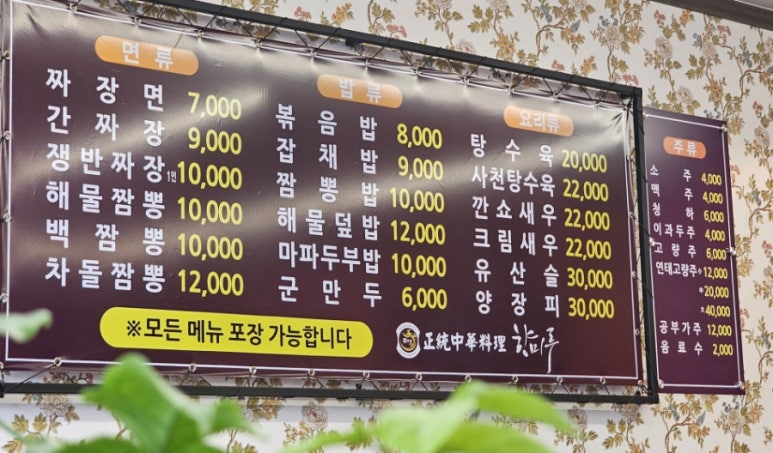 면류
짜장면 7,000
간짜장 9,000
쟁반짜장 1인 10,000
해물짬뽕 10,000
백짬뽕 10,000
차돌짬뽕 12,000
밥류
볶음밥 8,000
잡채밥 9,000
짬뽕밥 10,000
해물덮밥 12,000
마파두부밥 10,000
군만두 6,000
요리류
탕수육 20,000
사천탕수육 22,000
깐쇼새우 22,000
크림새우 22,000
유산슬 30,000
양장피 30,000
※모든 메뉴 포장 가능합니다
正統中華料理 향미루
주류
소주 4,000
맥주 4,000
청하 6,000
이과두주 4,000
고량주 6,000
연태고량주 小 12,000
中 20,000
大 40,000
공부가주 12,000
음료수 2,000